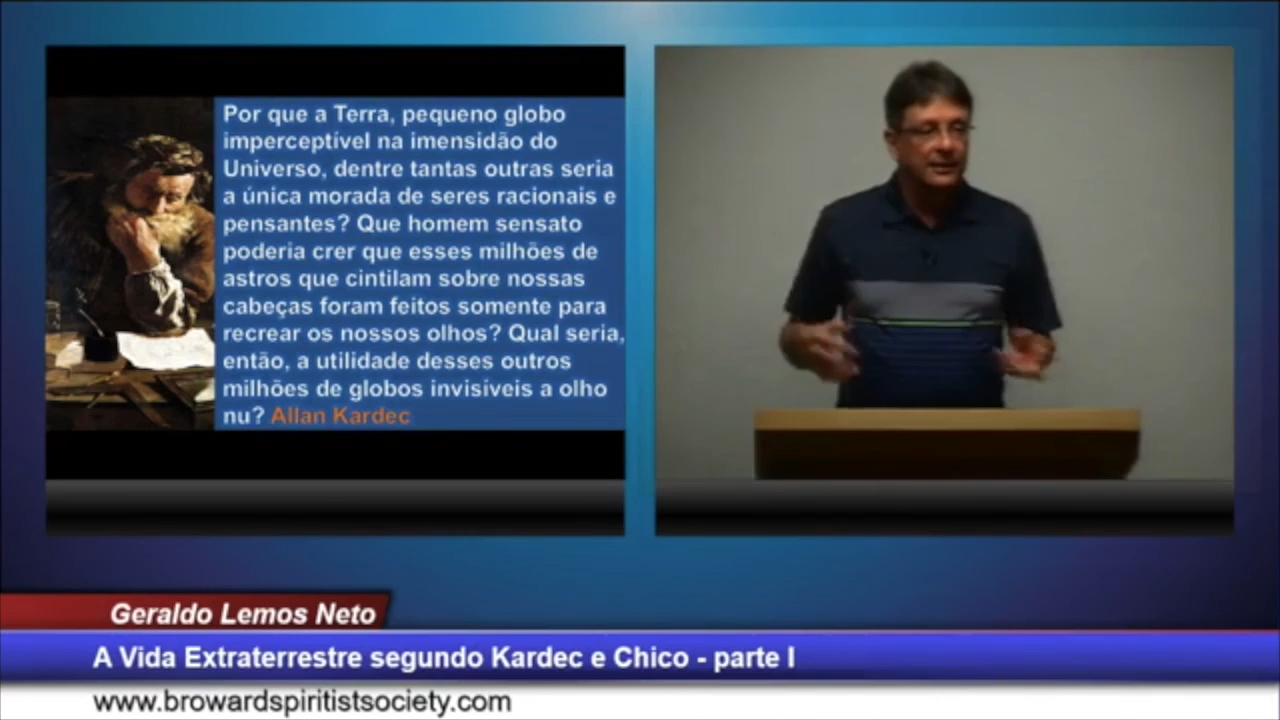 Por que a Terra, pequeno globo
imperceptível na imensidão do
Universo, dentre tantas outras seria
a única morada de seres racionais e
pensantes? Que homem sensato
poderia crer que esses milhões de
astros que cintilam sobre nossas
cabeças foram feitos somente para
recrear os nossos olhos? Qual seria,
então, a utilidade desses outros
milhões de globos invisiveis a olho
nu? Allan Kardec
Geraldo Lemos Neto
A Vida Extraterrestre segundo Kardec e Chico - parte I
www.browardspiritistsociety.com